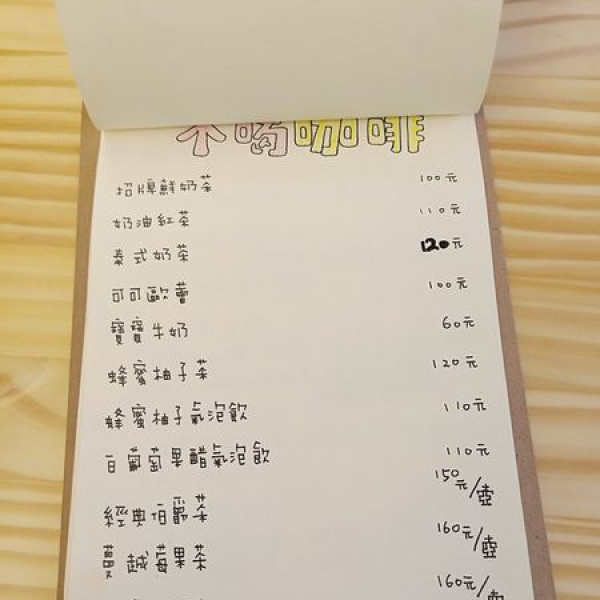 不喝咖啡
招牌鮮奶茶 100元
奶油紅茶 110元
泰式奶茶 120元
可可歐蕾 100元
寶寶牛奶 60元
蜂蜜柚子茶 120元
蜂蜜柚子氣泡飲 110元
白葡萄果醋氣泡飲 110元
經典伯爵茶 150元/壺
蔓越莓果茶 160元/壺
160元/壺